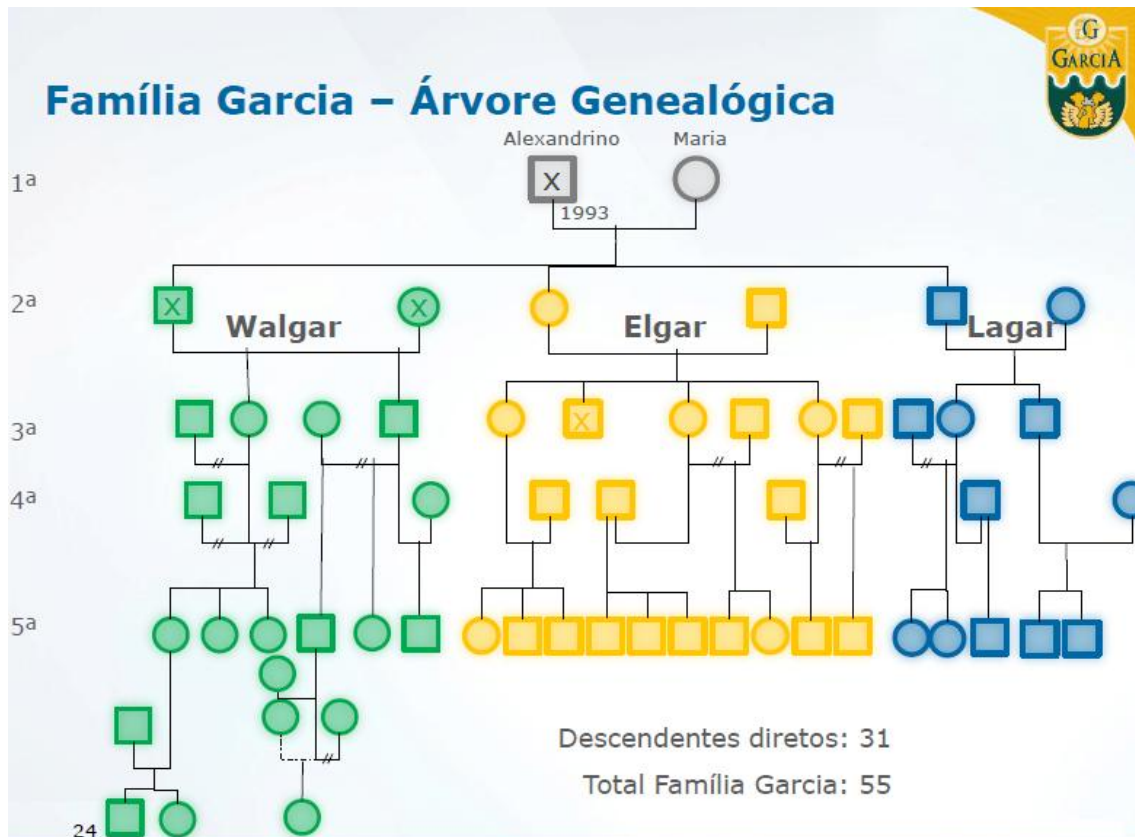 G
GARCIA
Família Garcia – Árvore Genealógica
Alexandrino Maria
1ª
X
1993
2ª
X X
Walgar Elgar Lagar
3ª
X
4ª
5ª
Descendentes diretos: 31
Total Família Garcia: 55
24